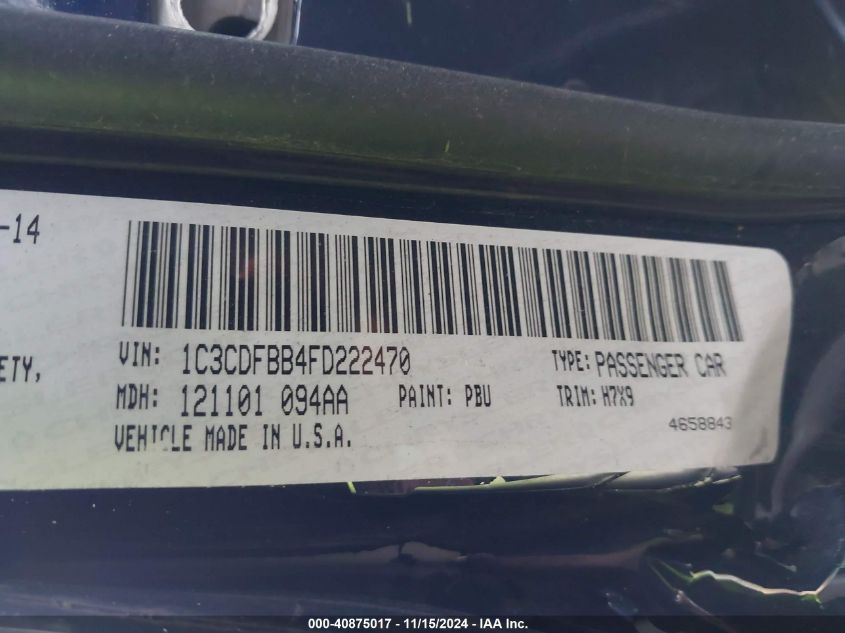 -14
ETY,
VIN: 1C3CDFBB4FD222470 TYPE: PASSENGER CAR
MDH: 121101 094AA PAINT: PBU TRIM: H7X9
VEHICLE MADE IN U.S.A. 4658843
000-40875017 - 11/15/2024 - IAA Inc.